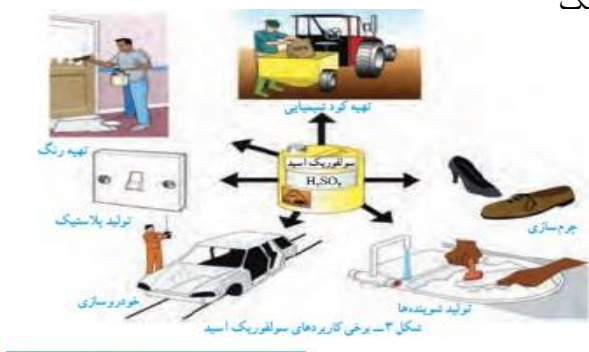 تهیه کود شیمیایی
تهیه رنگ
سولفوریک اسید
H₂SO₄
تولید پلاستیک
چرم‌سازی
خودروسازی
تولید شوینده‌ها
شکل ۳ــ برخی کاربردهای سولفوریک اسید